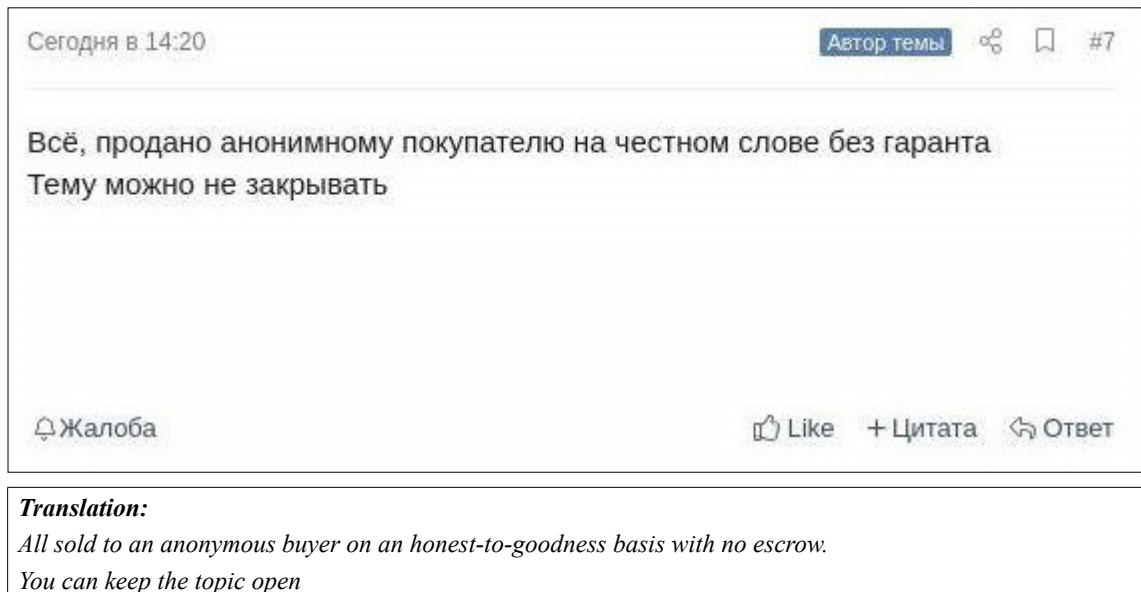 Сегодня в 14:20 Автор темы #7
Всё, продано анонимному покупателю на честном слове без гаранта
Тему можно не закрывать
Жалоба Like + Цитата Ответ
Translation:
All sold to an anonymous buyer on an honest-to-goodness basis with no escrow.
You can keep the topic open